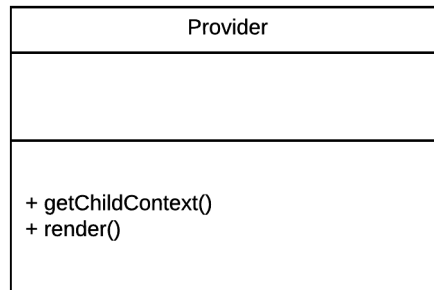 Provider
+ getChildContext()
+ render()